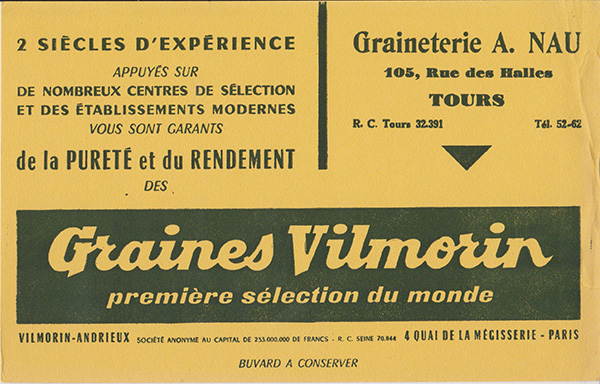 2 SIÈCLES D'EXPÉRIENCE
APPUYÉS SUR
DE NOMBREUX CENTRES DE SÉLECTION
ET DES ÉTABLISSEMENTS MODERNES
VOUS SONT GARANTS
de la PURETÉ et du RENDEMENT
DES
Graineterie A. NAU
105, Rue des Halles
TOURS
R. C. Tours 32.391 Tél. 52-62
Graines Vilmorin
première sélection du monde
VILMORIN-ANDRIEUX SOCIÉTÉ ANONYME AU CAPITAL DE 253.000.000 DE FRANCS - R. C. SEINE 70.844 4 QUAI DE LA MÉGISSERIE - PARIS
BUVARD A CONSERVER